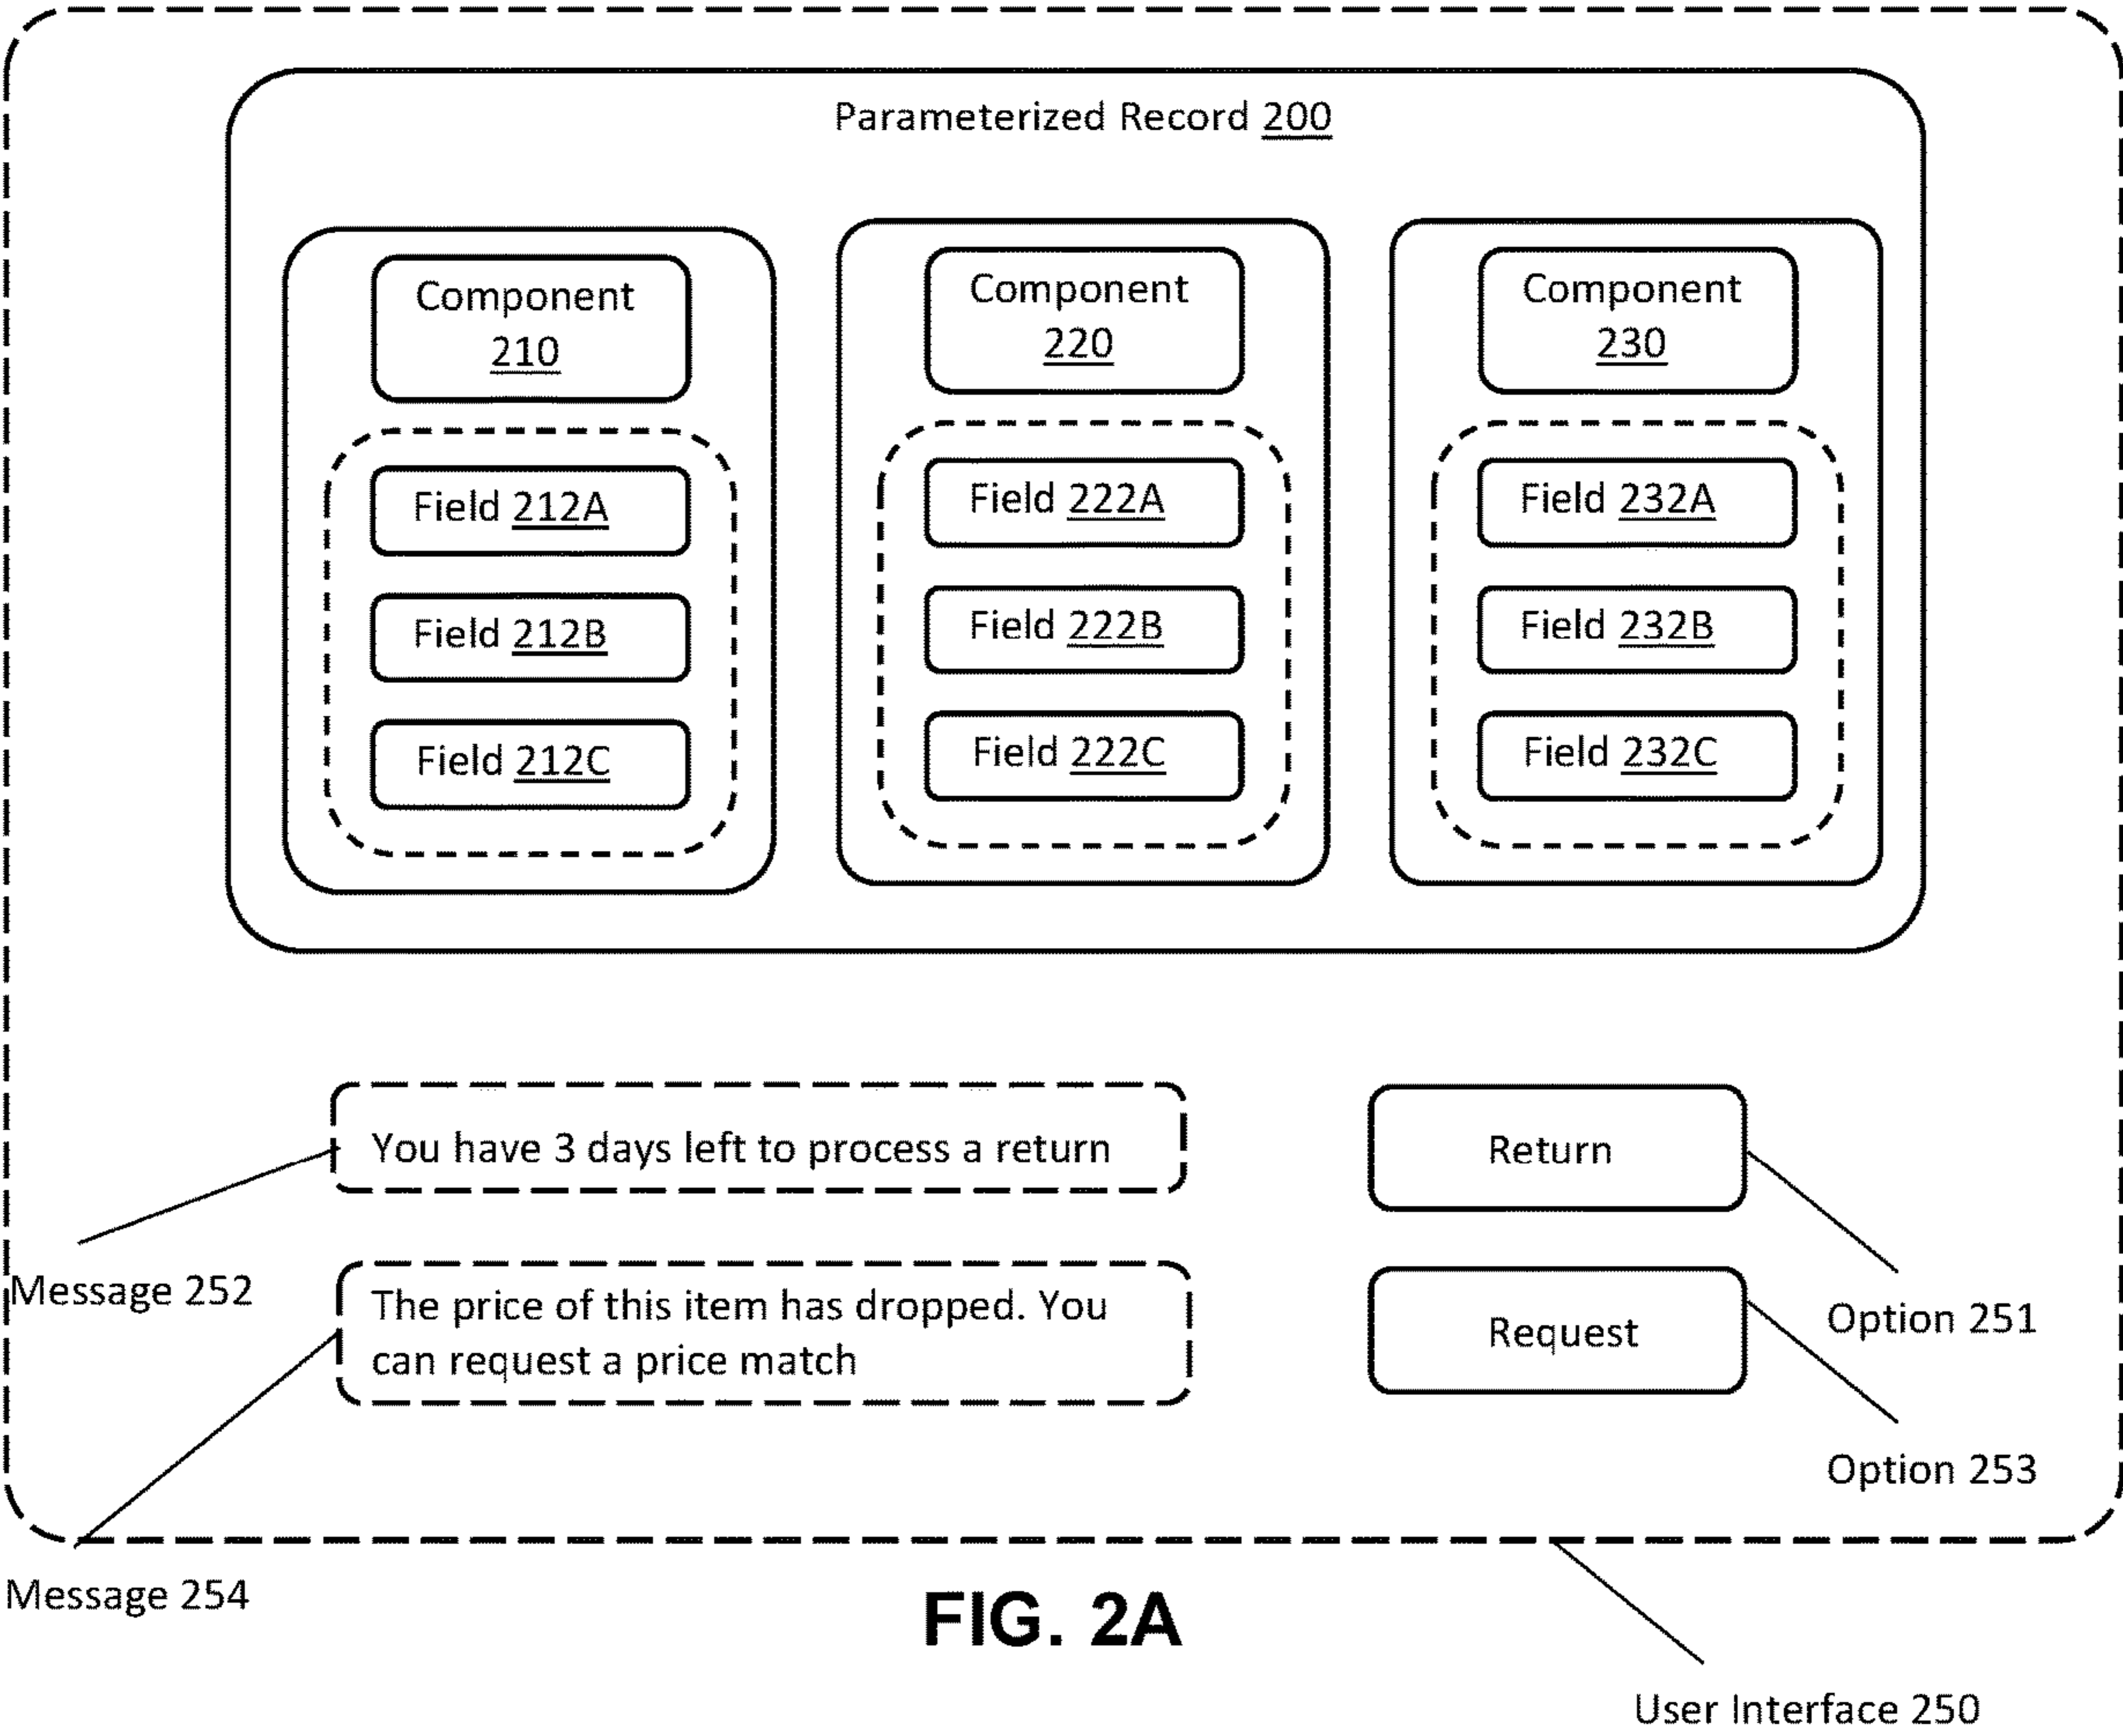 Parameterized Record 200
Component
210
Field 212A
Field 212B
Field 212C
Component
220
Field 222A
Field 222B
Field 222C
Component
230
Field 232A
Field 232B
Field 232C
You have 3 days left to process a return
Return
Message 252
Option 251
The price of this item has dropped. You
can request a price match
Request
Message 254
Option 253
FIG. 2A
User Interface 250